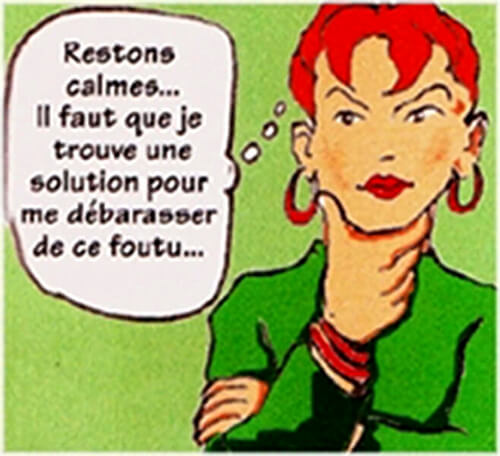 Restons
calmes...
Il faut que je
trouve une
solution pour
me débarasser
de ce foutu...